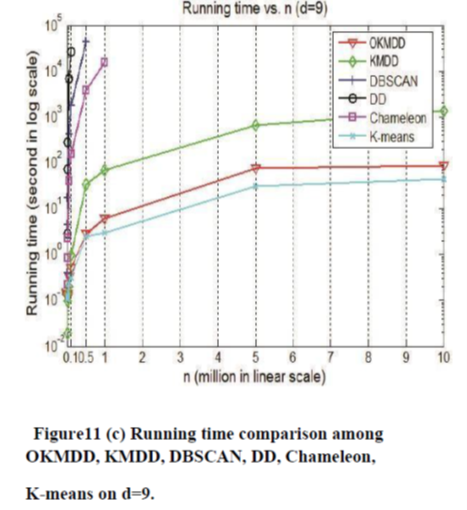 Running time vs. n (d=9)
Running time (second in log scale)
10^5
10^4
10^3
10^2
10^1
10^0
10^-1
10^-2
OKMDD
KMDD
DBSCAN
DD
Chameleon
K-means
0.1 0.5 1 2 3 4 5 6 7 8 9 10
n (million in linear scale)
Figure11 (c) Running time comparison among
OKMDD, KMDD, DBSCAN, DD, Chameleon,
K-means on d=9.